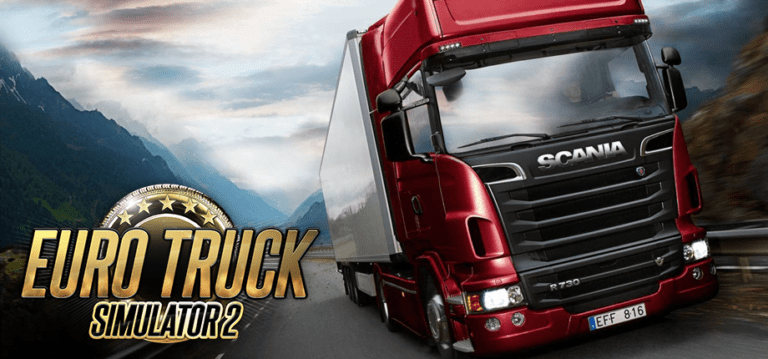 EURO TRUCK
SIMULATOR 2
SCANIA
R 730
EFF 816